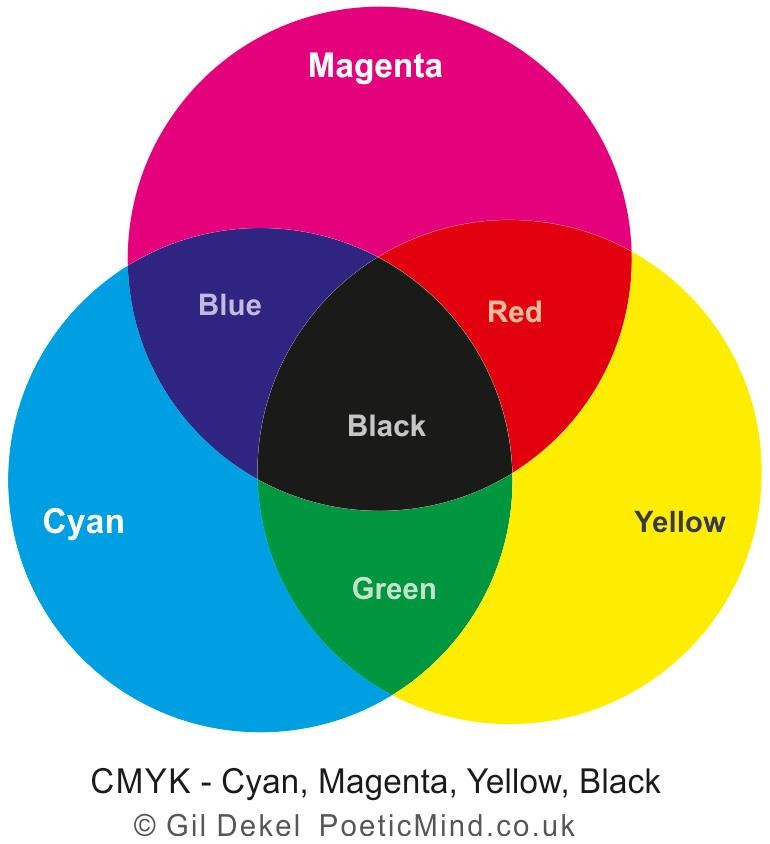 Magenta
Blue
Red
Black
Cyan
Yellow
Green
CMYK - Cyan, Magenta, Yellow, Black
© Gil Dekel  PoeticMind.co.uk